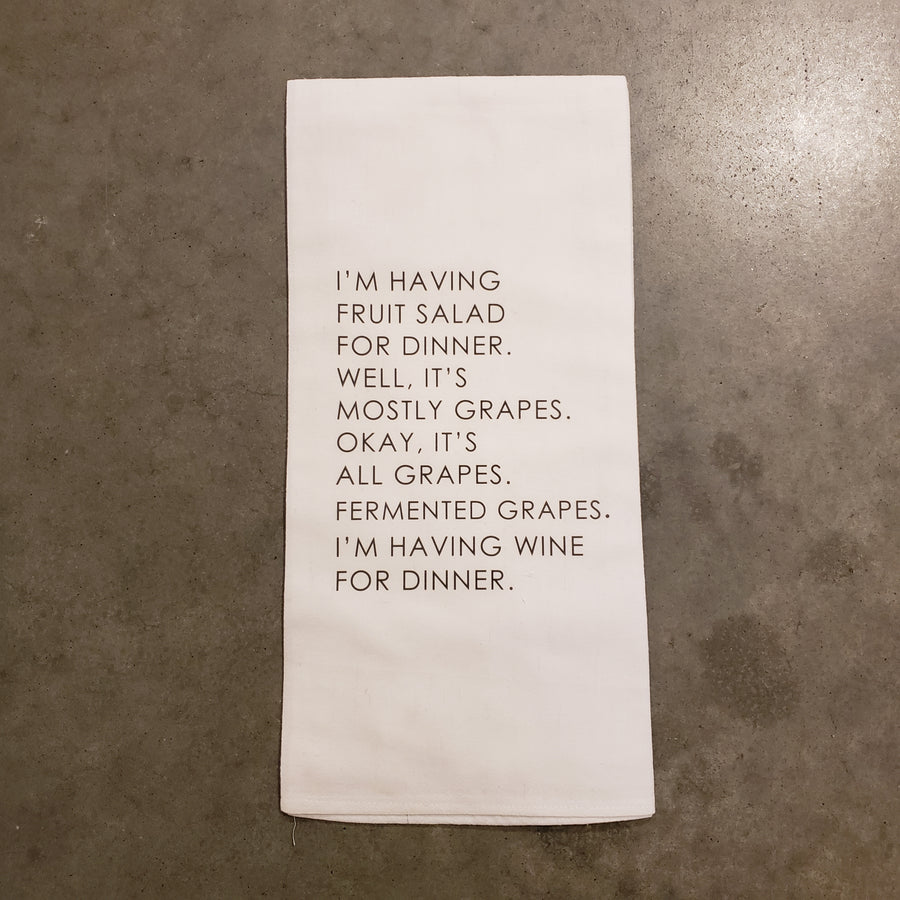 I'M HAVING
FRUIT SALAD
FOR DINNER.
WELL, IT'S
MOSTLY GRAPES.
OKAY, IT'S
ALL GRAPES.
FERMENTED GRAPES.
I'M HAVING WINE
FOR DINNER.